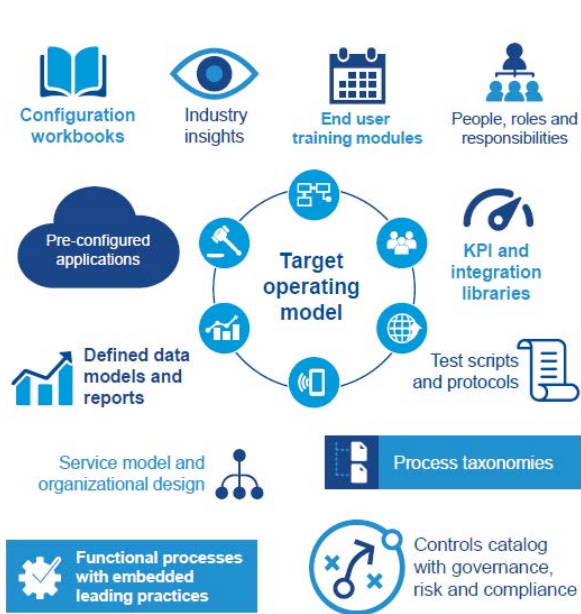 Configuration
workbooks
Industry
insights
End user
training modules
People, roles and
responsibilities
Pre-configured
applications
Target
operating
model
KPI and
integration
libraries
Defined data
models and
reports
Test scripts
and protocols
Service model and
organizational design
Process taxonomies
Functional processes
with embedded
leading practices
Controls catalog
with governance,
risk and compliance